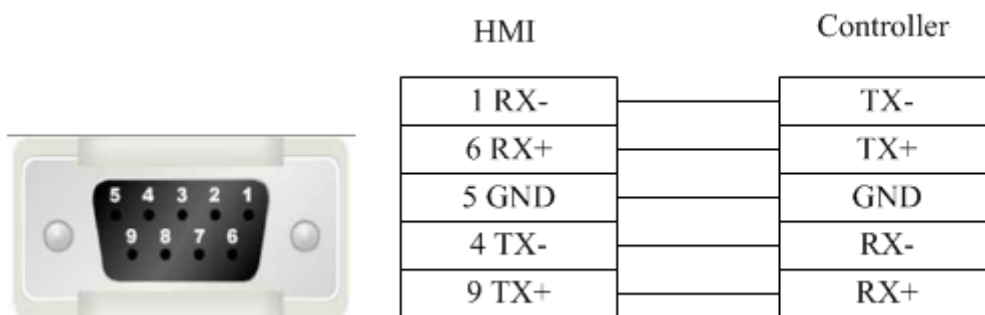 HMI Controller
1 RX- TX-
6 RX+ TX+
5 GND GND
4 TX- RX-
9 TX+ RX+
5 4 3 2 1
9 8 7 6